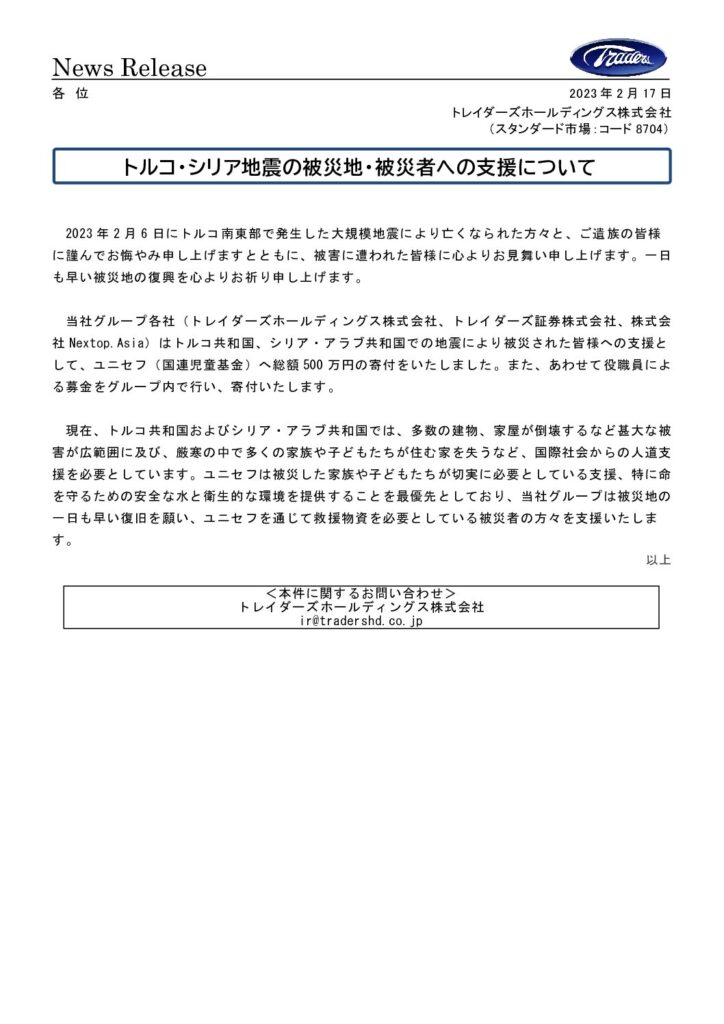 Traders
News Release
各 位
2023 年 2 月 17 日
トレイダーズホールディングス株式会社
（スタンダード市場：コード 8704）
トルコ・シリア地震の被災地・被災者への支援について
2023 年 2 月 6 日にトルコ南東部で発生した大規模地震により亡くなられた方々と、ご遺族の皆様
に謹んでお悔やみ申し上げますとともに、被害に遭われた皆様に心よりお見舞い申し上げます。一日
も早い被災地の復興を心よりお祈り申し上げます。
当社グループ各社（トレイダーズホールディングス株式会社、トレイダーズ証券株式会社、株式会
社 Nextop.Asia）はトルコ共和国、シリア・アラブ共和国での地震により被災された皆様への支援と
して、ユニセフ（国連児童基金）へ総額 500 万円の寄付をいたしました。また、あわせて役職員によ
る募金をグループ内で行い、寄付いたします。
現在、トルコ共和国およびシリア・アラブ共和国では、多数の建物、家屋が倒壊するなど甚大な被
害が広範囲に及び、厳寒の中で多くの家族や子どもたちが住む家を失うなど、国際社会からの人道支
援を必要としています。ユニセフは被災した家族や子どもたちが切実に必要としている支援、特に命
を守るための安全な水と衛生的な環境を提供することを最優先としており、当社グループは被災地の
一日も早い復旧を願い、ユニセフを通じて救援物資を必要としている被災者の方々を支援いたしま
す。
以上
＜本件に関するお問い合わせ＞
トレイダーズホールディングス株式会社
ir@tradershd.co.jp